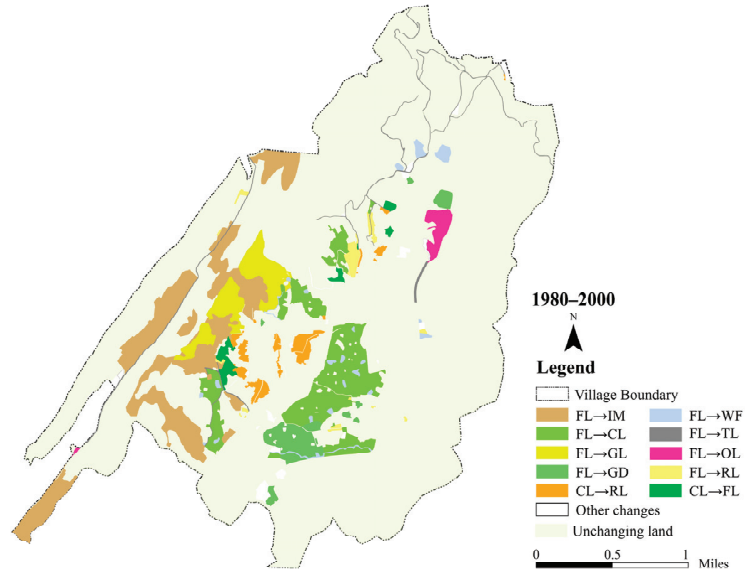 1980–2000
N
Legend
Village Boundary
FL→IM FL→WF
FL→CL FL→TL
FL→GL FL→OL
FL→GD FL→RL
CL→RL CL→FL
Other changes
Unchanging land
0 0.5 1
Miles